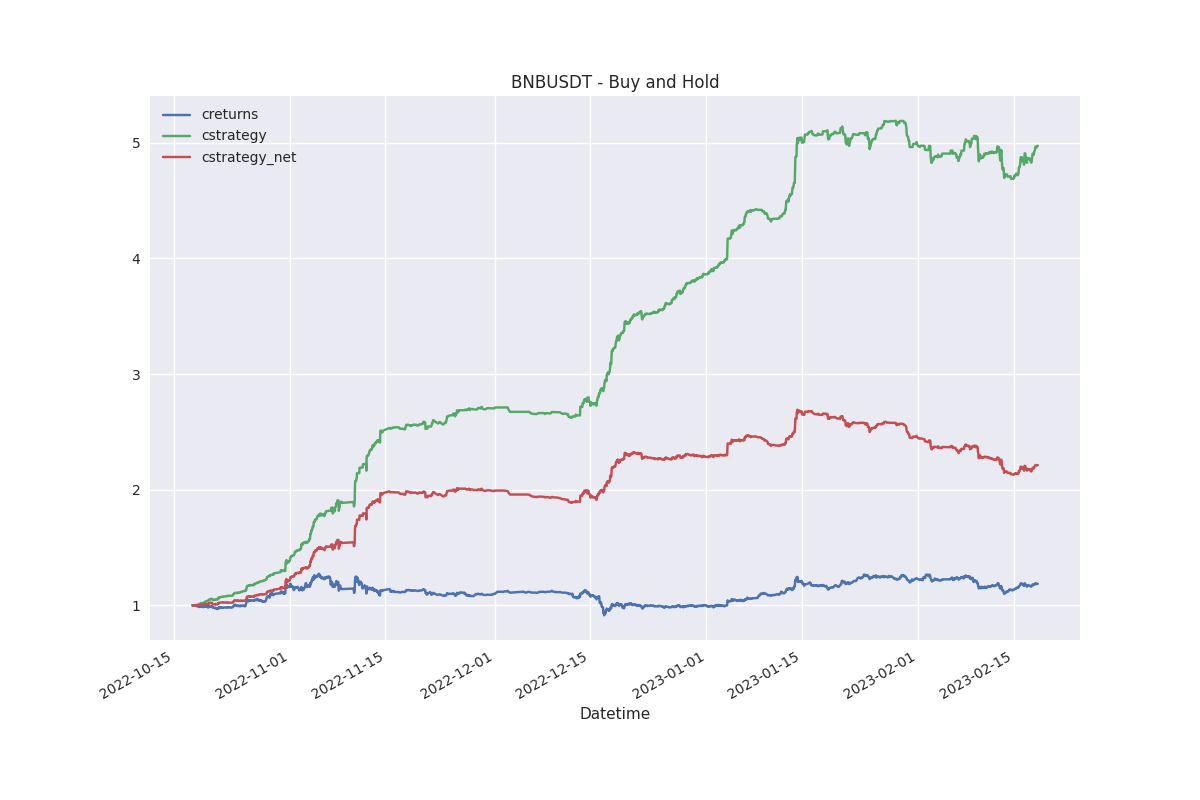 BNBUSDT - Buy and Hold
creturns
cstrategy
cstrategy_net
5
4
3
2
1
2022-10-15
2022-11-01
2022-11-15
2022-12-01
2022-12-15
2023-01-01
2023-01-15
2023-02-01
2023-02-15
Datetime